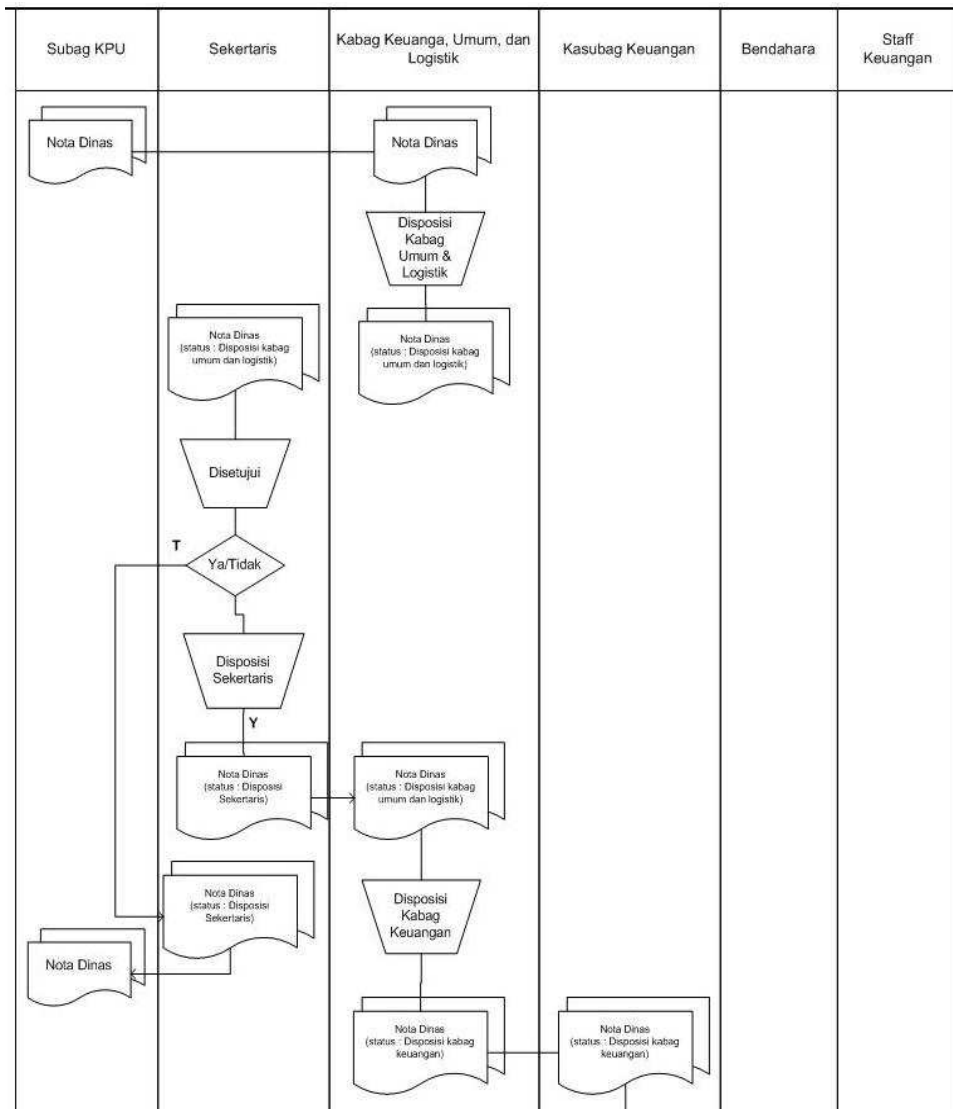 Subag KPU
Sekertaris
Kabag Keuanga, Umum, dan
Logistik
Kasubag Keuangan
Bendahara
Staff
Keuangan
Nota Dinas
Nota Dinas
Disposisi
Kabag
Umum &
Logistik
Nota Dinas
(status : Disposisi kabag
umum dan logistik)
Nota Dinas
(status : Disposisi kabag
umum dan logistik)
Disetujui
T
Ya/Tidak
Disposisi
Sekertaris
Y
Nota Dinas
(status : Disposisi
Sekertaris)
Nota Dinas
(status : Disposisi kabag
umum dan logistik)
Nota Dinas
(status : Disposisi
Sekertaris)
Disposisi
Kabag
Keuangan
Nota Dinas
Nota Dinas
(status : Disposisi kabag
keuangan)
Nota Dinas
(status : Disposisi kabag
keuangan)